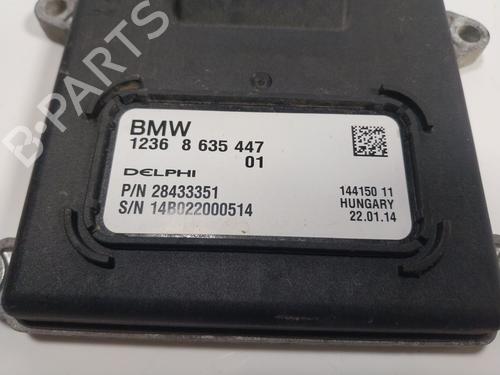 BMW
1236 8 635 447
01
DELPHI
P/N 28433351
S/N 14B022000514
144150 11
HUNGARY
22.01.14
B-PARTS